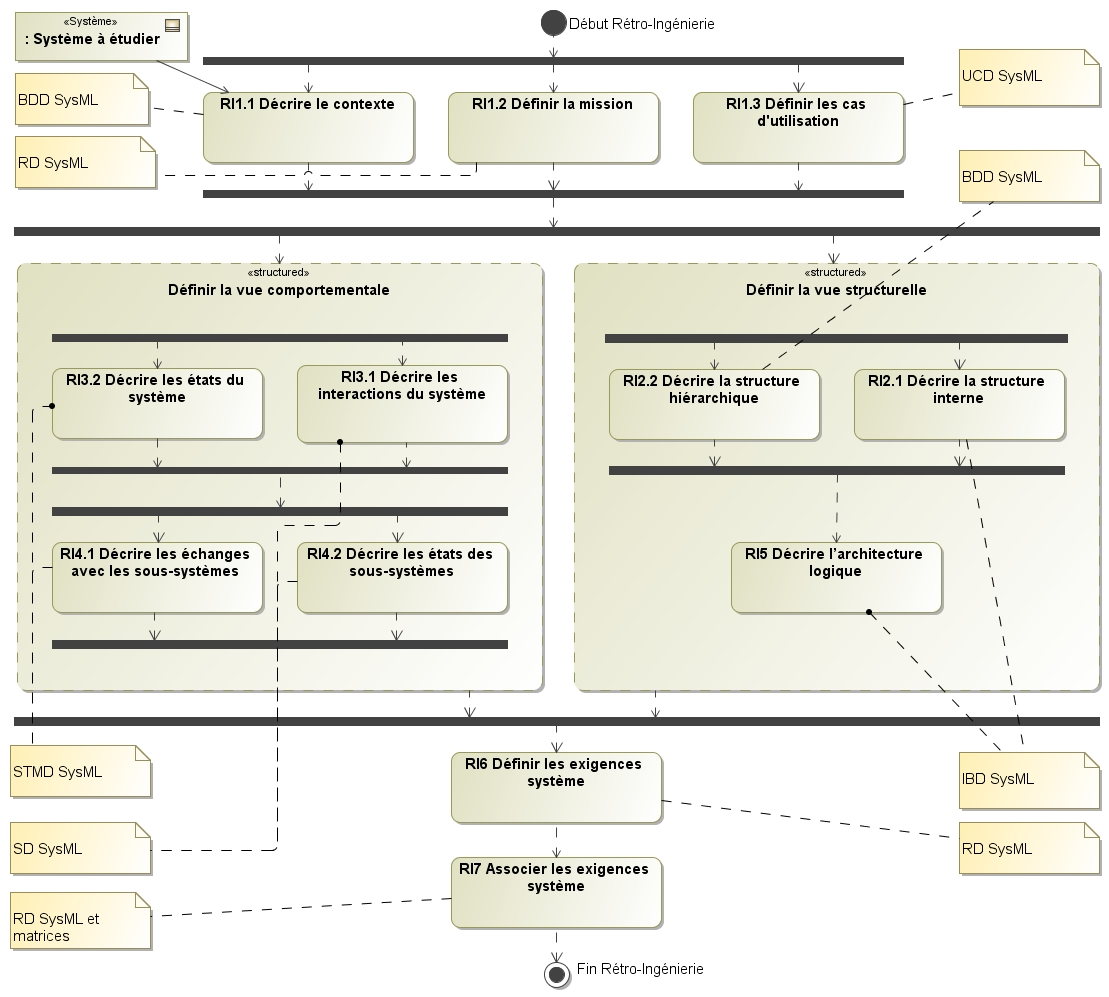 «Système»
: Système à étudier
Début Rétro-Ingénierie
BDD SysML
RD SysML
RI1.1 Décrire le contexte
RI1.2 Définir la mission
RI1.3 Définir les cas
d'utilisation
UCD SysML
BDD SysML
«structured»
Définir la vue comportementale
«structured»
Définir la vue structurelle
RI3.2 Décrire les états du
système
RI3.1 Décrire les
interactions du système
RI2.2 Décrire la structure
hiérarchique
RI2.1 Décrire la structure
interne
RI4.1 Décrire les échanges
avec les sous-systèmes
RI4.2 Décrire les états des
sous-systèmes
RI5 Décrire l’architecture
logique
STMD SysML
SD SysML
RD SysML et
matrices
RI6 Définir les exigences
système
RI7 Associer les exigences
système
IBD SysML
RD SysML
Fin Rétro-Ingénierie